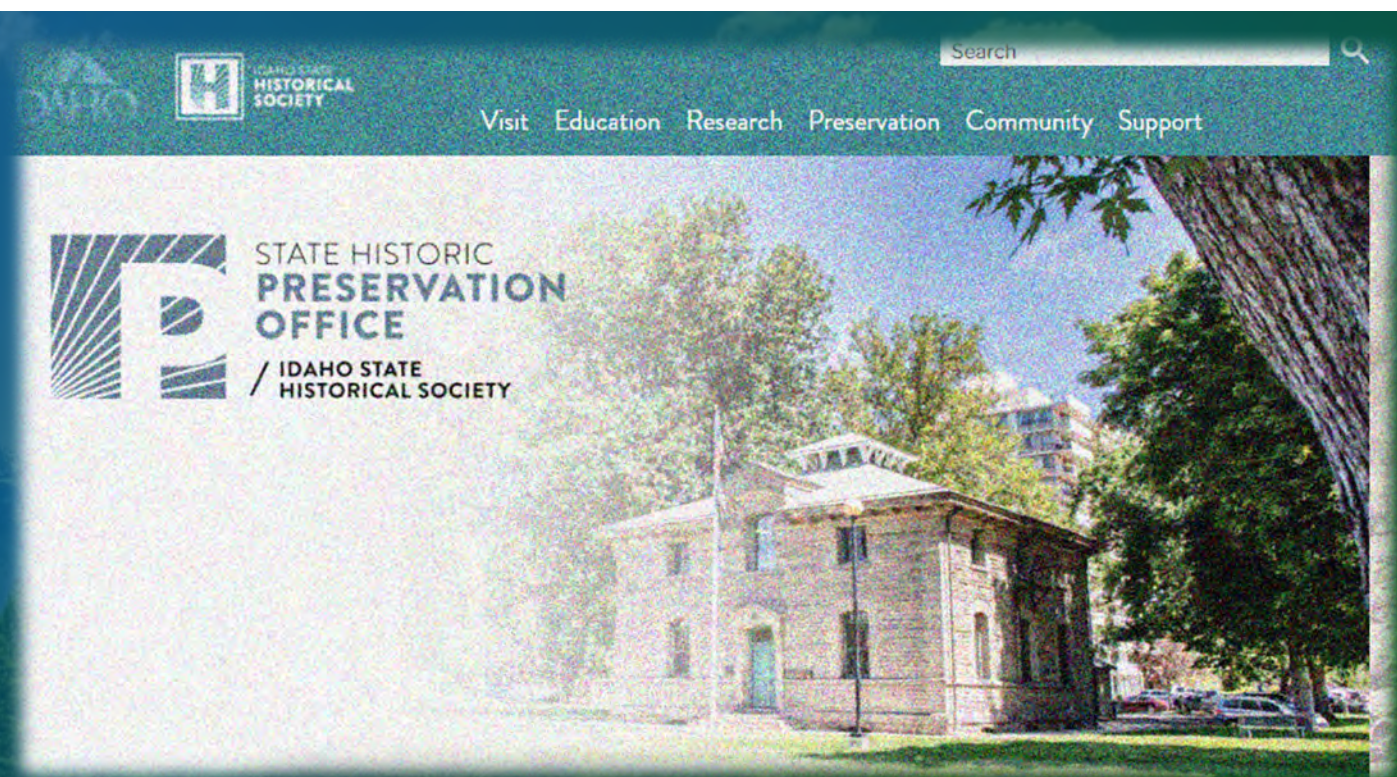 Search
IDAHO
IDAHO STATE
HISTORICAL
SOCIETY
Visit Education Research Preservation Community Support
STATE HISTORIC
PRESERVATION
OFFICE
/ IDAHO STATE
HISTORICAL SOCIETY